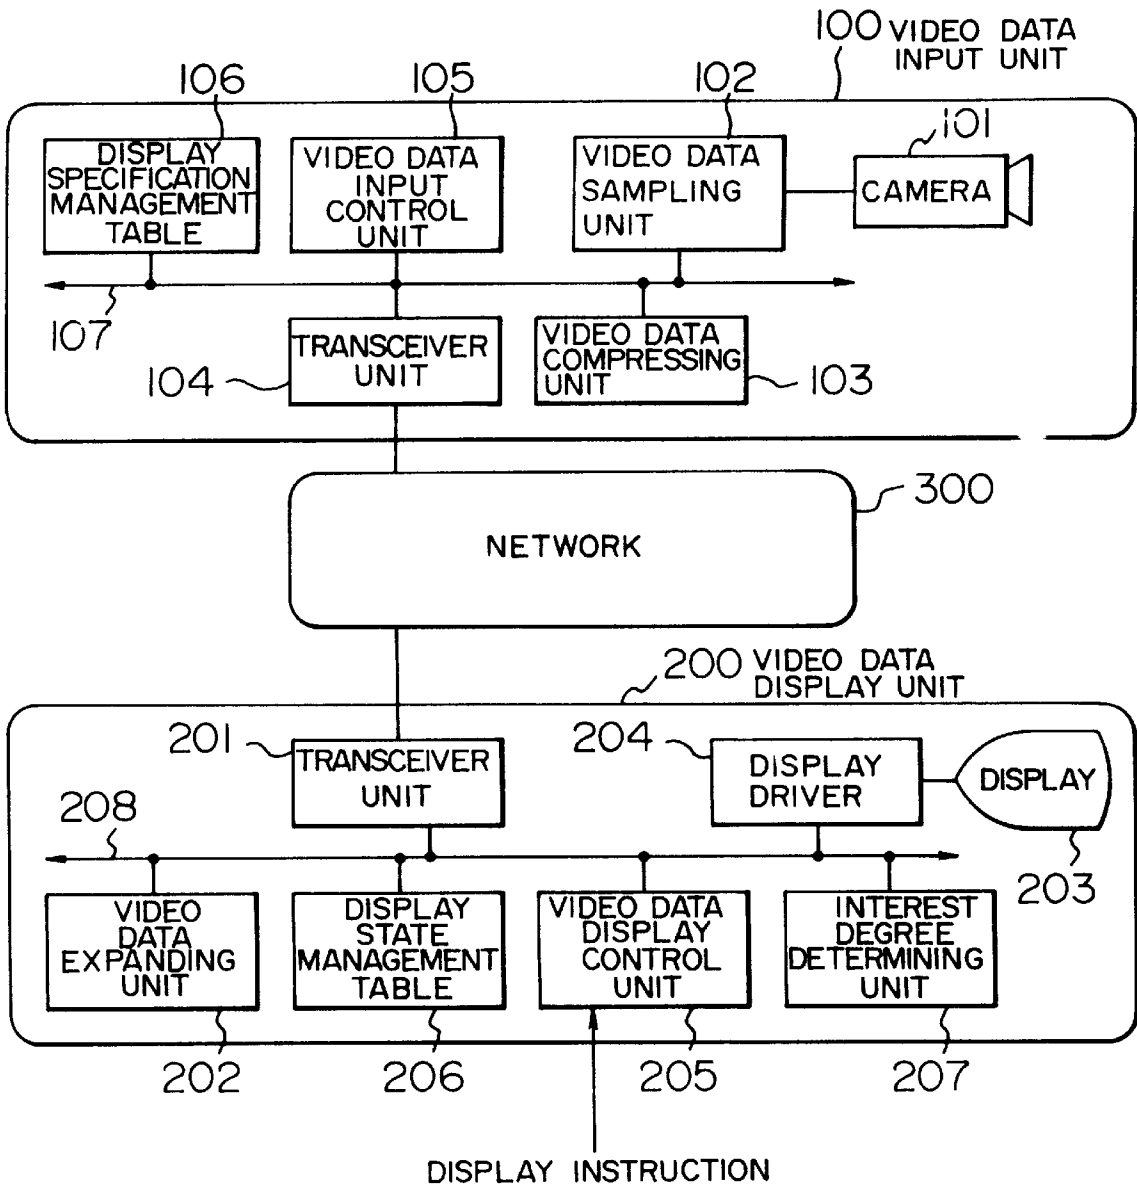 100 VIDEO DATA
INPUT UNIT
106
105
102
101
DISPLAY
SPECIFICATION
MANAGEMENT
TABLE
VIDEO DATA
INPUT
CONTROL
UNIT
VIDEO DATA
SAMPLING
UNIT
CAMERA
107
104
TRANSCEIVER
UNIT
VIDEO DATA
COMPRESSING
UNIT
103
300
NETWORK
200 VIDEO DATA
DISPLAY UNIT
201
TRANSCEIVER
UNIT
204
DISPLAY
DRIVER
DISPLAY
203
208
VIDEO
DATA
EXPANDING
UNIT
DISPLAY
STATE
MANAGEMENT
TABLE
VIDEO DATA
DISPLAY
CONTROL
UNIT
INTEREST
DEGREE
DETERMINING
UNIT
202
206
205
207
DISPLAY INSTRUCTION